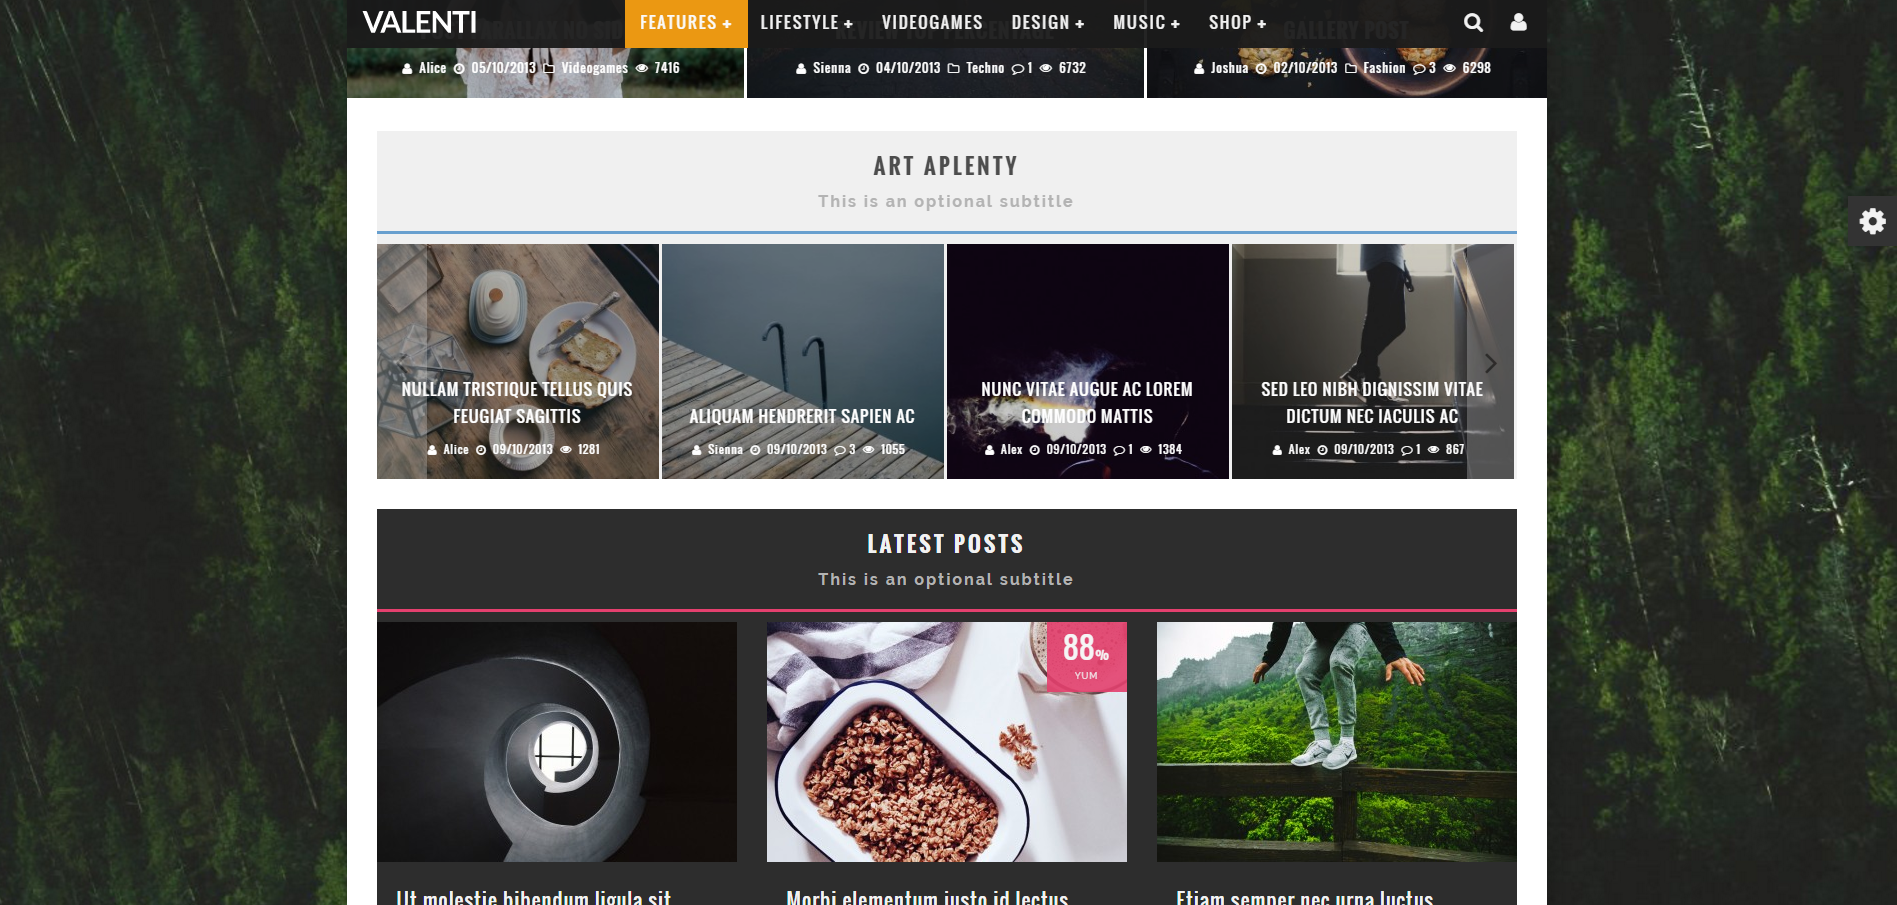 VALENTI
FEATURES +
LIFESTYLE +
VIDEOGAMES
DESIGN +
MUSIC +
SHOP +
REVIEW TOP PERCENTAGE
GALLERY POST
Alice 05/10/2013 Videogames 7416
Sienna 04/10/2013 Techno 1 6732
Joshua 02/10/2013 Fashion 3 6298
ART APLENTY
This is an optional subtitle
NULLAM TRISTIQUE TELLUS QUIS
FEUGIAT SAGITTIS
Alice 09/10/2013 1281
ALIQUAM HENDRERIT SAPIEN AC
Sienna 09/10/2013 3 1055
NUNC VITAE AUGUE AC LOREM
COMMODO MATTIS
Alex 09/10/2013 1 1384
SED LEO NIBH DIGNISSIM VITAE
DICTUM NEC IACULIS AC
Alex 09/10/2013 1 867
LATEST POSTS
This is an optional subtitle
88%
YUM
Ut molestie bibendum ligula sit
Morbi elementum justo id lectus
Etiam semper nec urna luctus